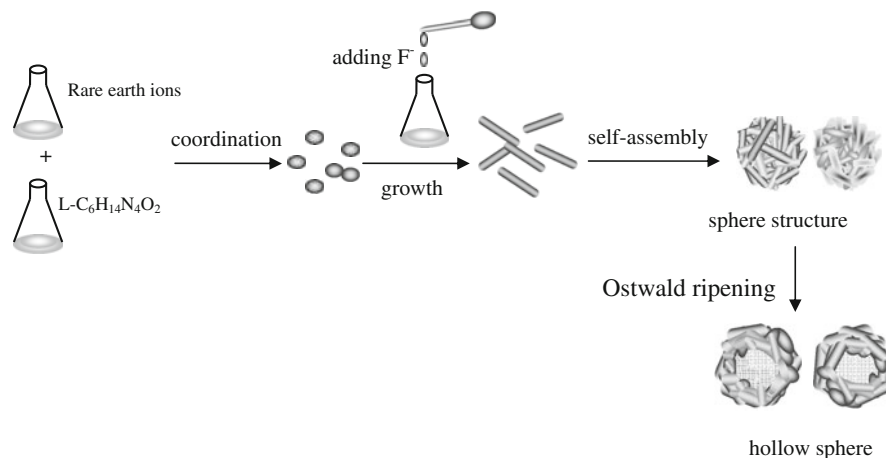 adding F⁻
Rare earth ions
+
L-C₆H₁₄N₄O₂
coordination
growth
self-assembly
sphere structure
Ostwald ripening
hollow sphere